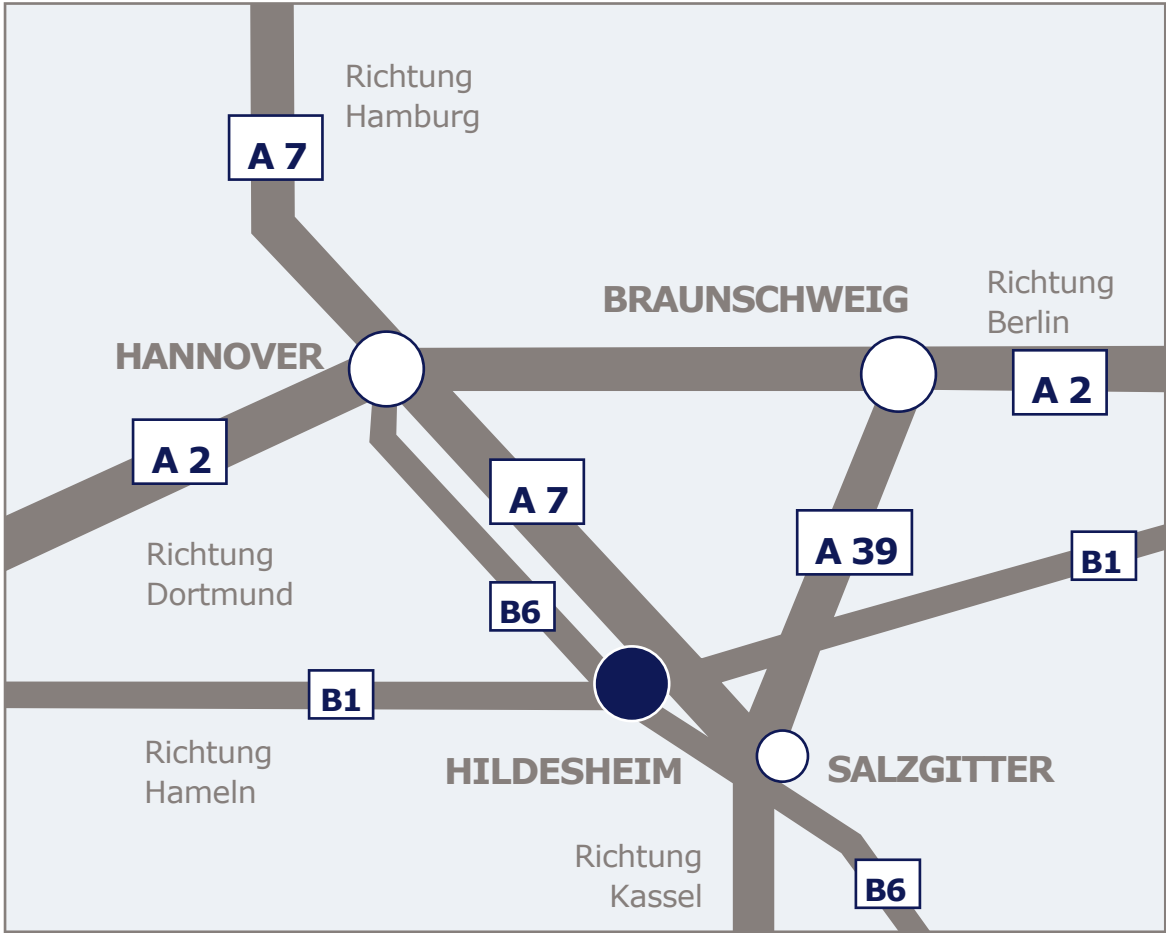 Richtung
Hamburg
A 7
BRAUNSCHWEIG
Richtung
Berlin
HANNOVER
A 2
A 2
A 7
A 39
B1
Richtung
Dortmund
B6
B1
Richtung
Hameln
HILDESHEIM
SALZGITTER
Richtung
Kassel
B6